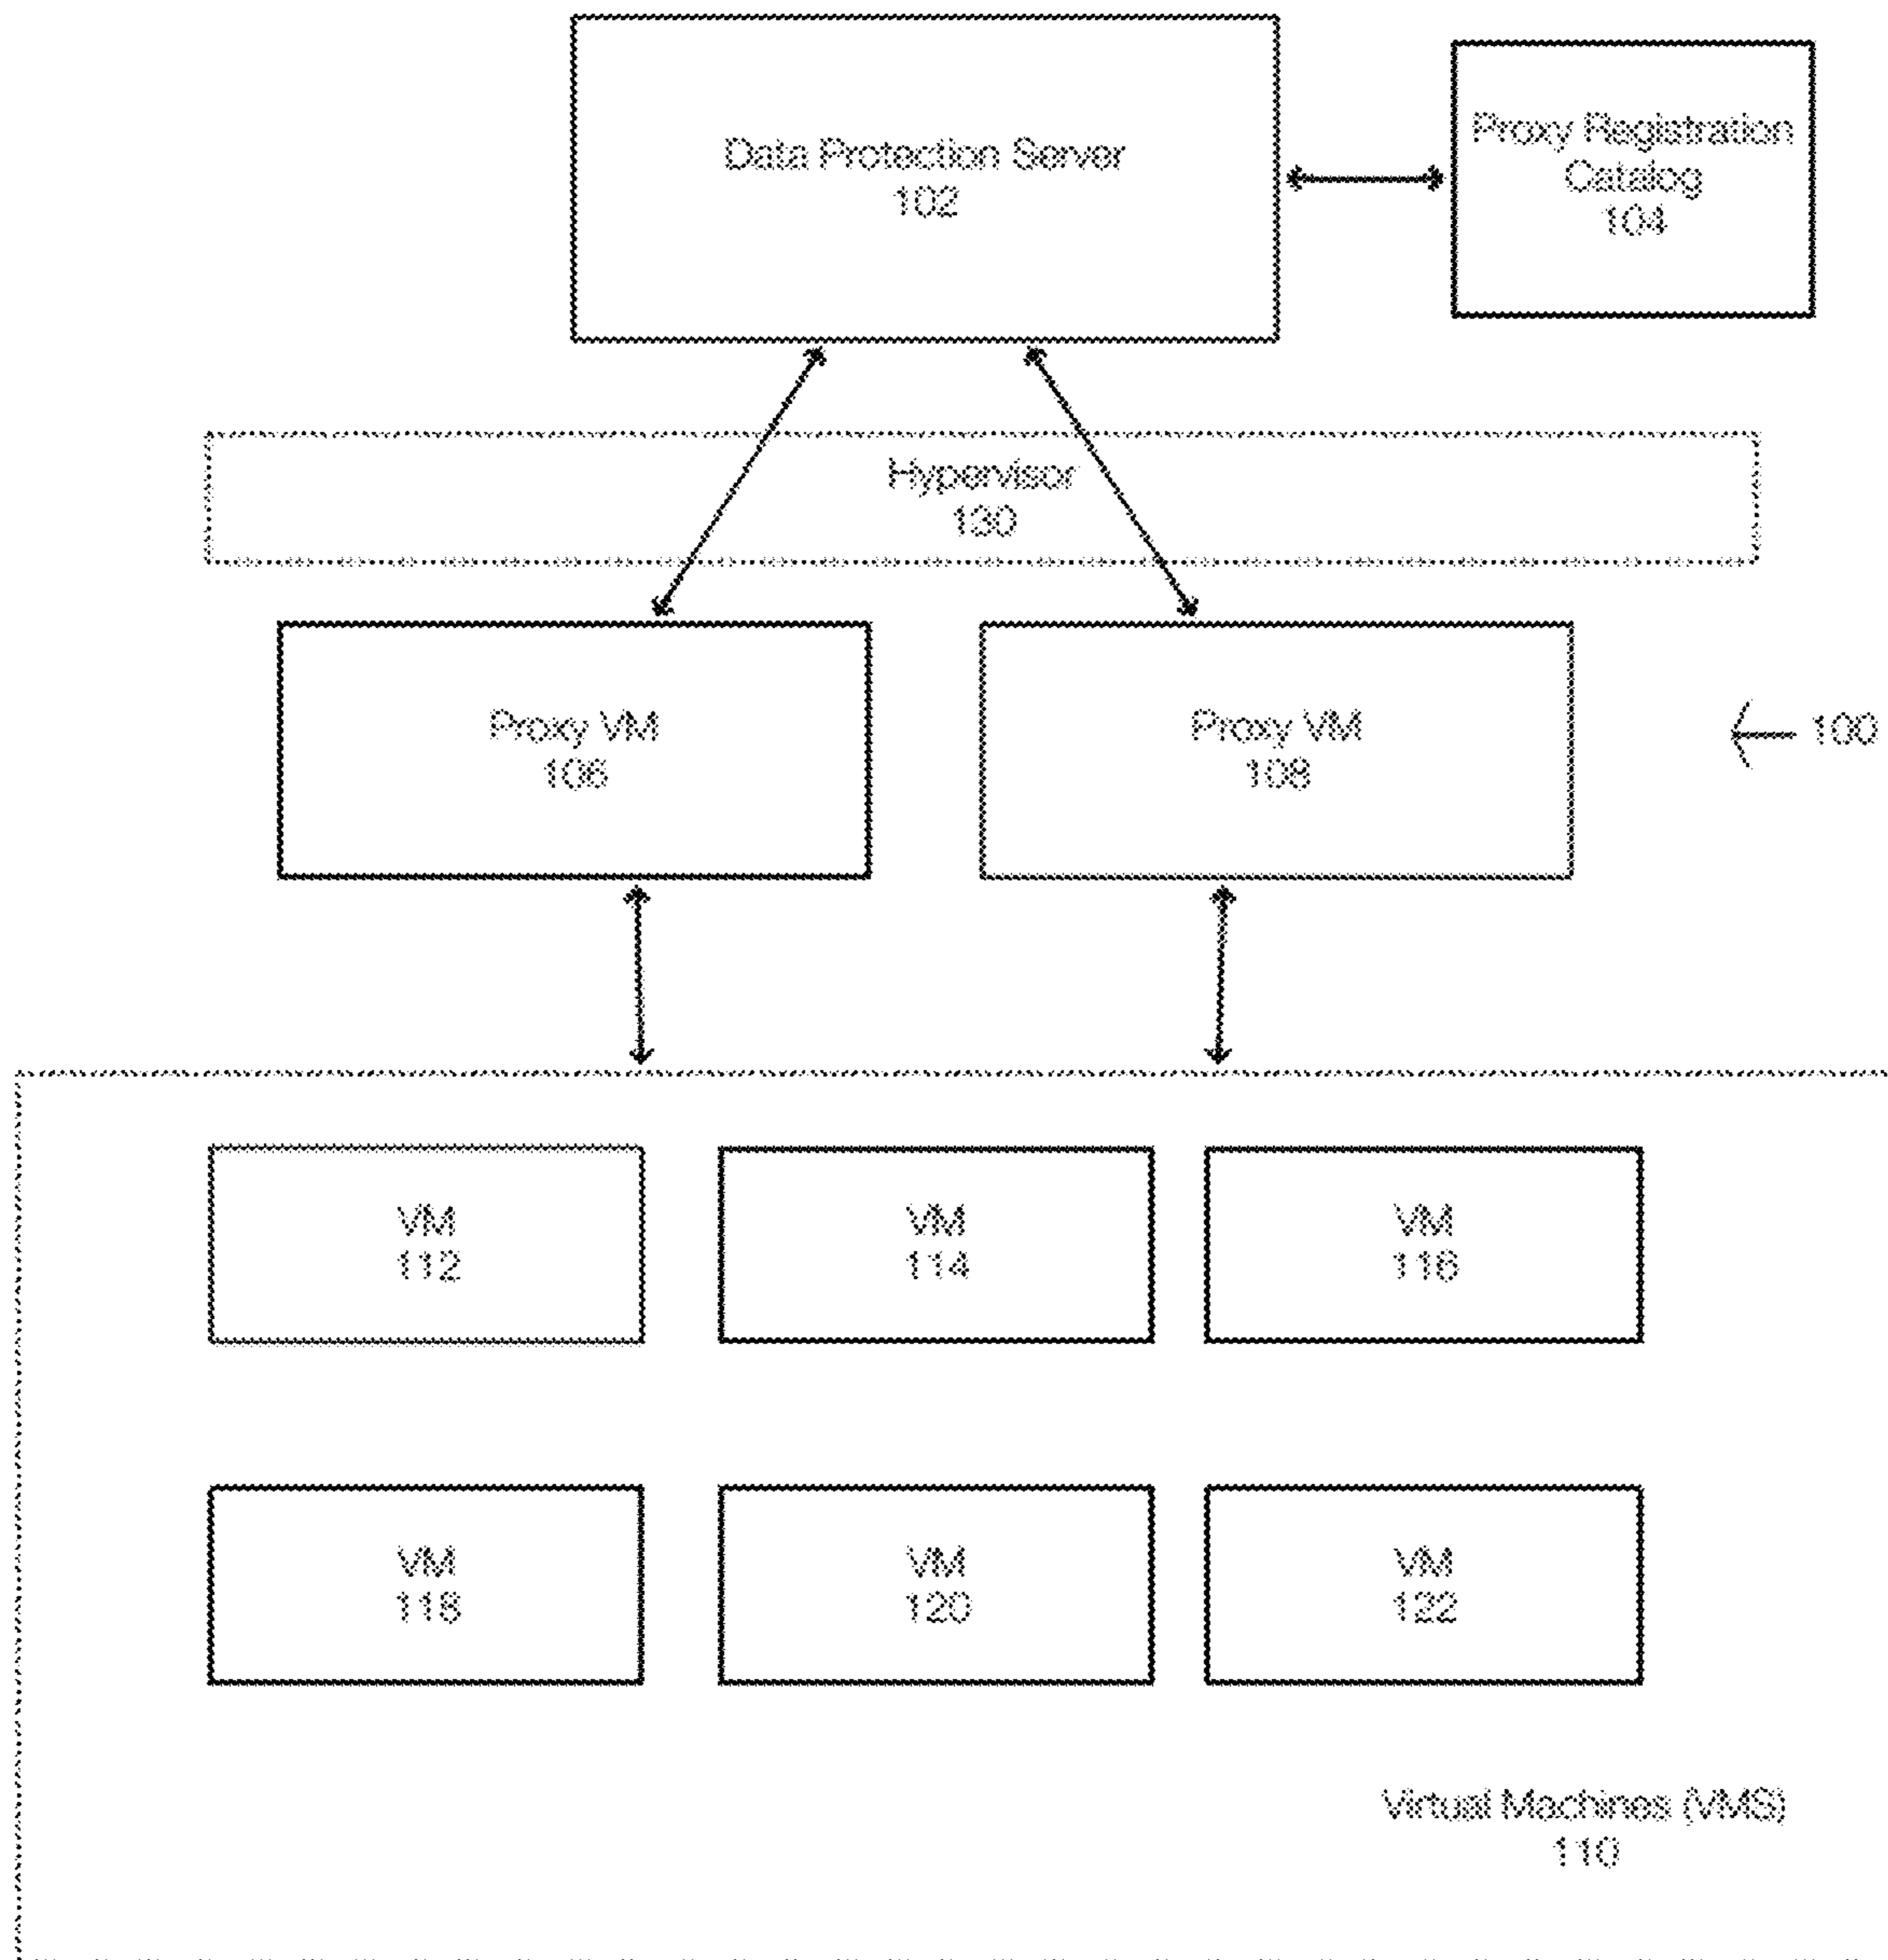 Data Protection Server
102
Proxy Registration
Catalog
104
Hypervisor
130
Proxy VM
106
Proxy VM
108
100
VM
112
VM
114
VM
116
VM
118
VM
120
VM
122
Virtual Machines (VMS)
110